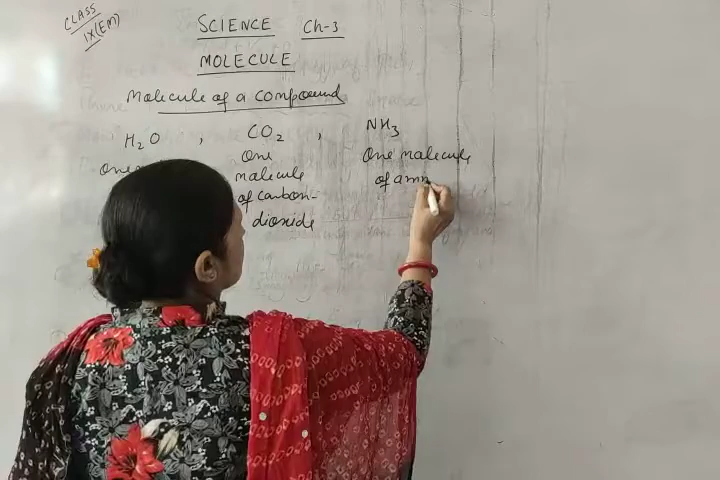 CLASS
IX(EM)
SCIENCE Ch-3
MOLECULE
Molecule of a compound
H2O , CO2 , NH3
One
One
molecule
of carbon-
dioxide
One molecule
of amm